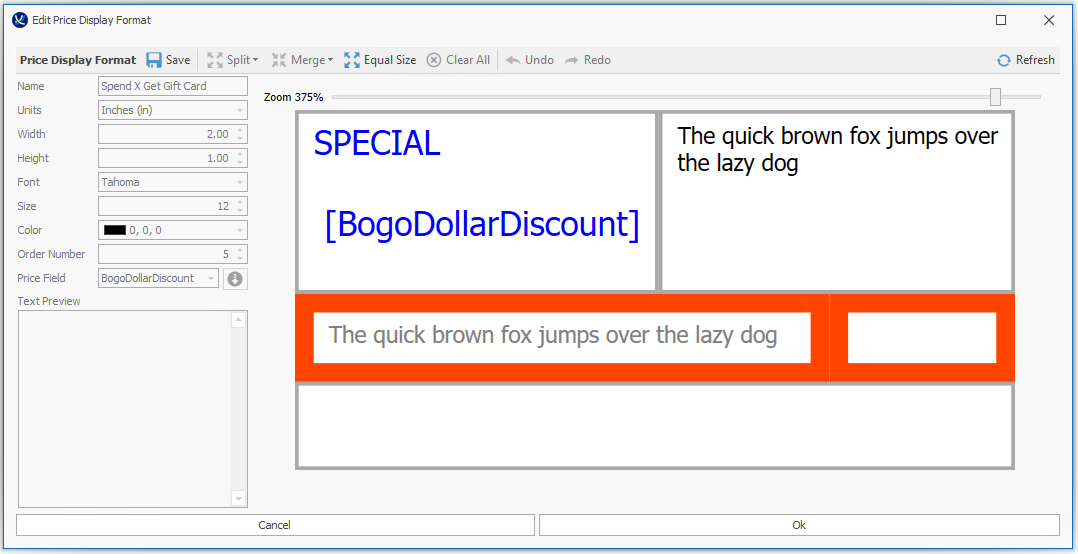 Edit Price Display Format
Price Display Format Save Split Merge Equal Size Clear All Undo Redo Refresh
Name Spend X Get Gift Card
Units Inches (in)
Width 2.00
Height 1.00
Font Tahoma
Size 12
Color 0, 0, 0
Order Number 5
Price Field BogoDollarDiscount
Text Preview
Zoom 375%
SPECIAL
[BogoDollarDiscount]
The quick brown fox jumps over
the lazy dog
The quick brown fox jumps over the lazy dog
Cancel Ok